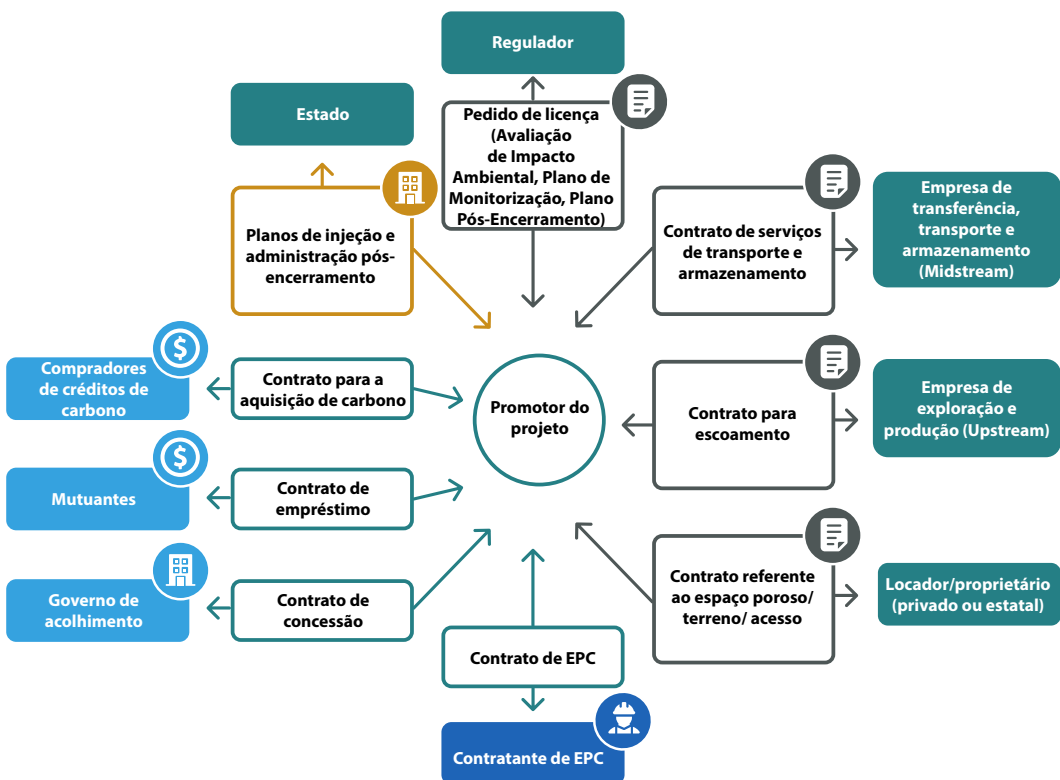 Regulador
Estado
Pedido de licença
(Avaliação
de Impacto
Ambiental, Plano de
Monitorização, Plano
Pós-Encerramento)
Planos de injeção e
administração pós-
encerramento
Contrato de serviços
de transporte e
armazenamento
Empresa de
transferência,
transporte e
armazenamento
(Midstream)
Compradores
de créditos de
carbono
$
Contrato para a
aquisição de carbono
Promotor do
projeto
Contrato para
escoamento
Empresa de
exploração e
produção (Upstream)
Mutuantes
$
Contrato de
empréstimo
Governo de
acolhimento
Contrato de
concessão
Contrato referente
ao espaço poroso/
terreno/ acesso
Locador/proprietário
(privado ou estatal)
Contrato de EPC
Contratante de EPC